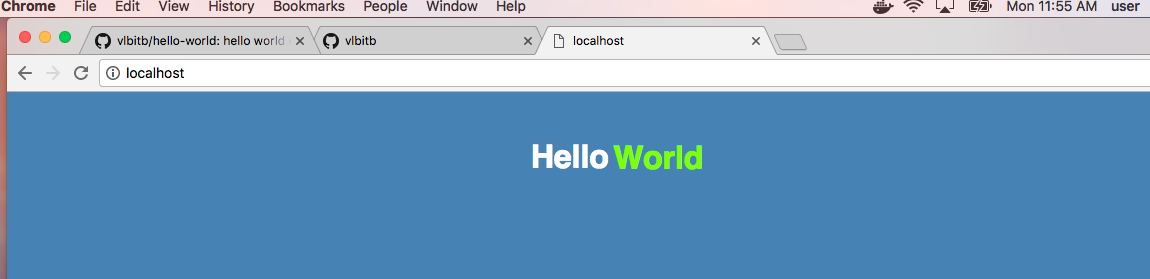 Chrome File Edit View History Bookmarks People Window Help Mon 11:55 AM user
vlbitb/hello-world: hello world vlbitb localhost
localhost
Hello World